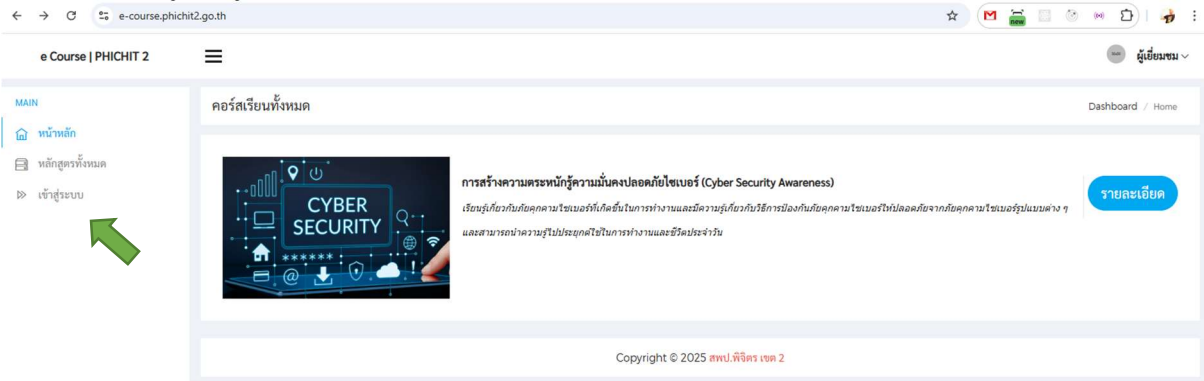 e-course.phichit2.go.th
new
e Course | PHICHIT 2
ผู้เยี่ยมชม
MAIN
หน้าหลัก
หลักสูตรทั้งหมด
เข้าสู่ระบบ
คอร์สเรียนทั้งหมด
Dashboard / Home
CYBER
SECURITY
******
@
การสร้างความตระหนักรู้ความมั่นคงปลอดภัยไซเบอร์ (Cyber Security Awareness)
เรียนรู้เกี่ยวกับภัยคุกคามไซเบอร์ที่เกิดขึ้นในการทำงานและมีความรู้เกี่ยวกับวิธีการป้องกันภัยคุกคามไซเบอร์ให้ปลอดภัยจากภัยคุกคามไซเบอร์รูปแบบต่าง ๆ
และสามารถนำความรู้ไปประยุกต์ใช้ในการทำงานและชีวิตประจำวัน
รายละเอียด
Copyright © 2025 สพป.พิจิตร เขต 2